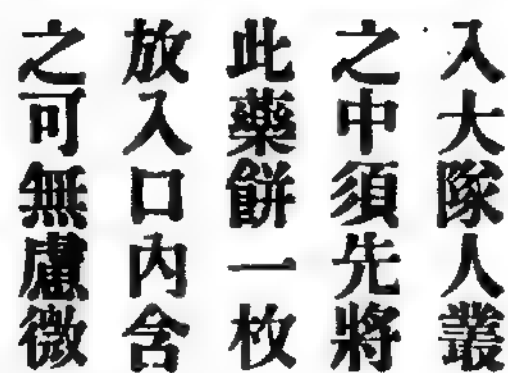 入大隊人叢
之中須先將
此藥餅一枚
放入口內含
之可無慮微